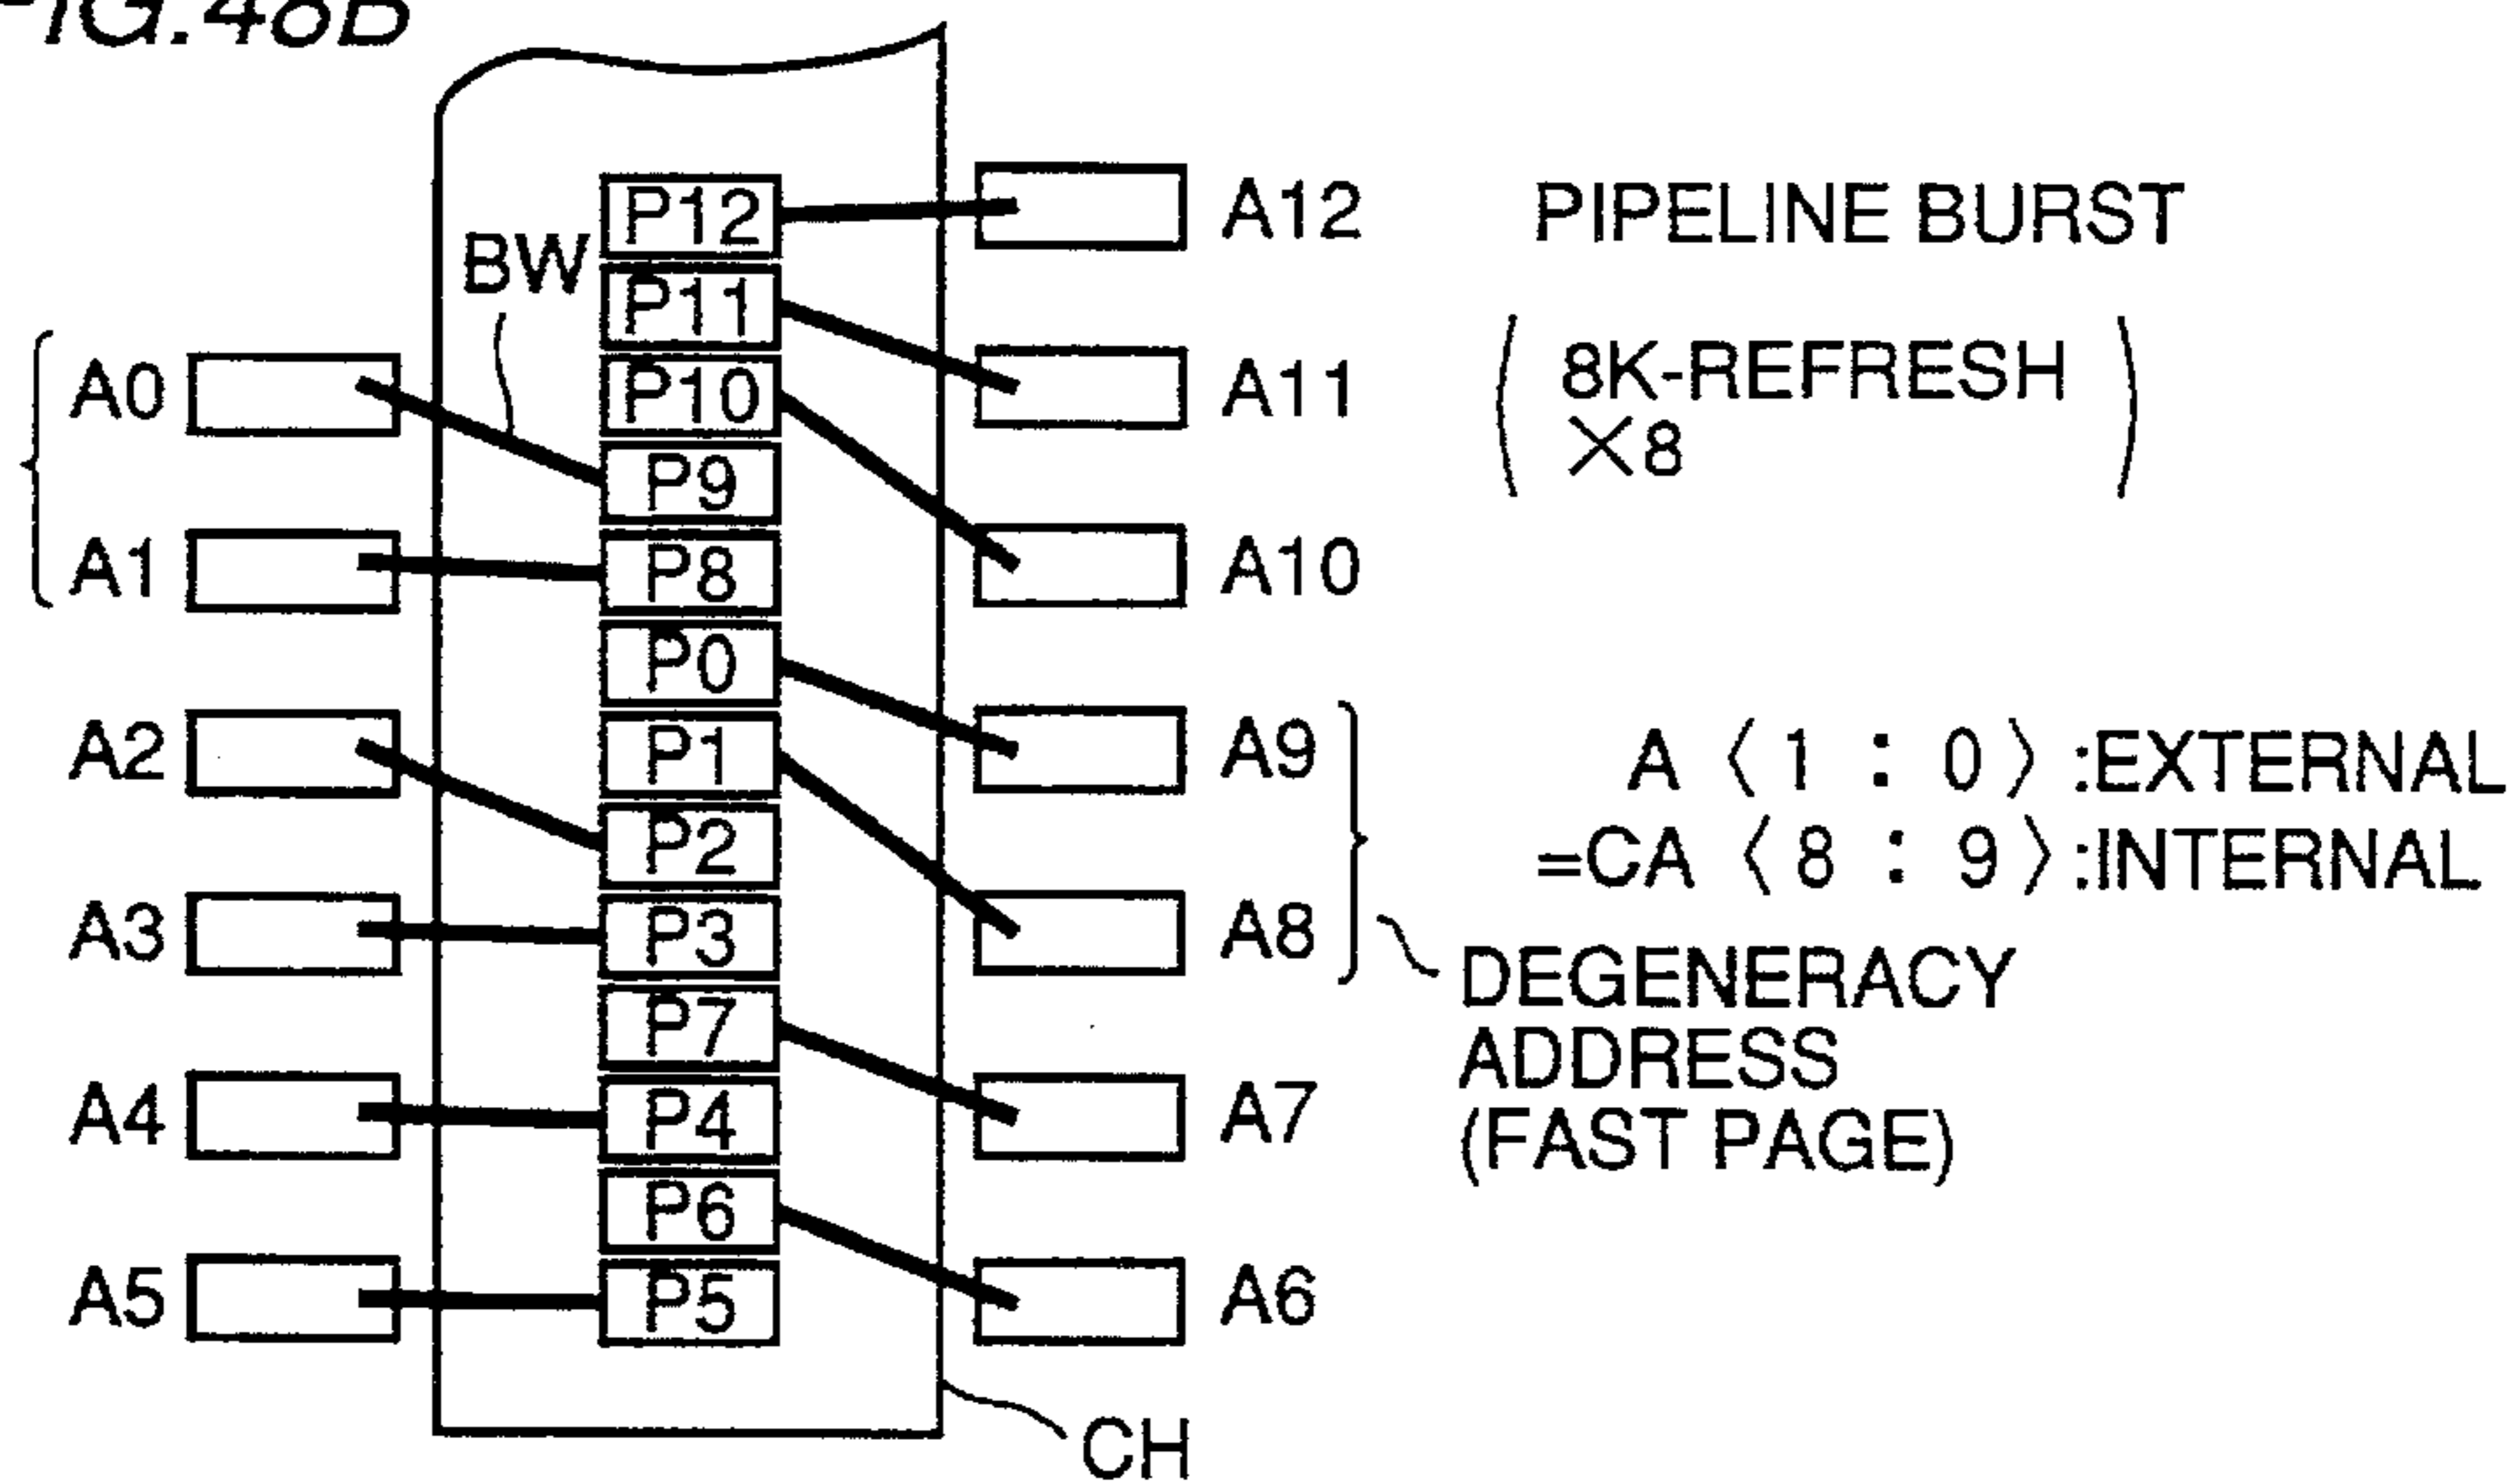 FIG.48B
P12
A12
PIPELINE BURST
BW
P11
A0
P10
A11
8K-REFRESH
×8
P9
A1
P8
A10
P0
A2
P1
A9
A〈1 : 0〉:EXTERNAL
P2
=CA〈8 : 9〉:INTERNAL
A3
P3
A8
DEGENERACY
ADDRESS
(FAST PAGE)
P7
A4
P4
A7
P6
A5
P5
A6
CH